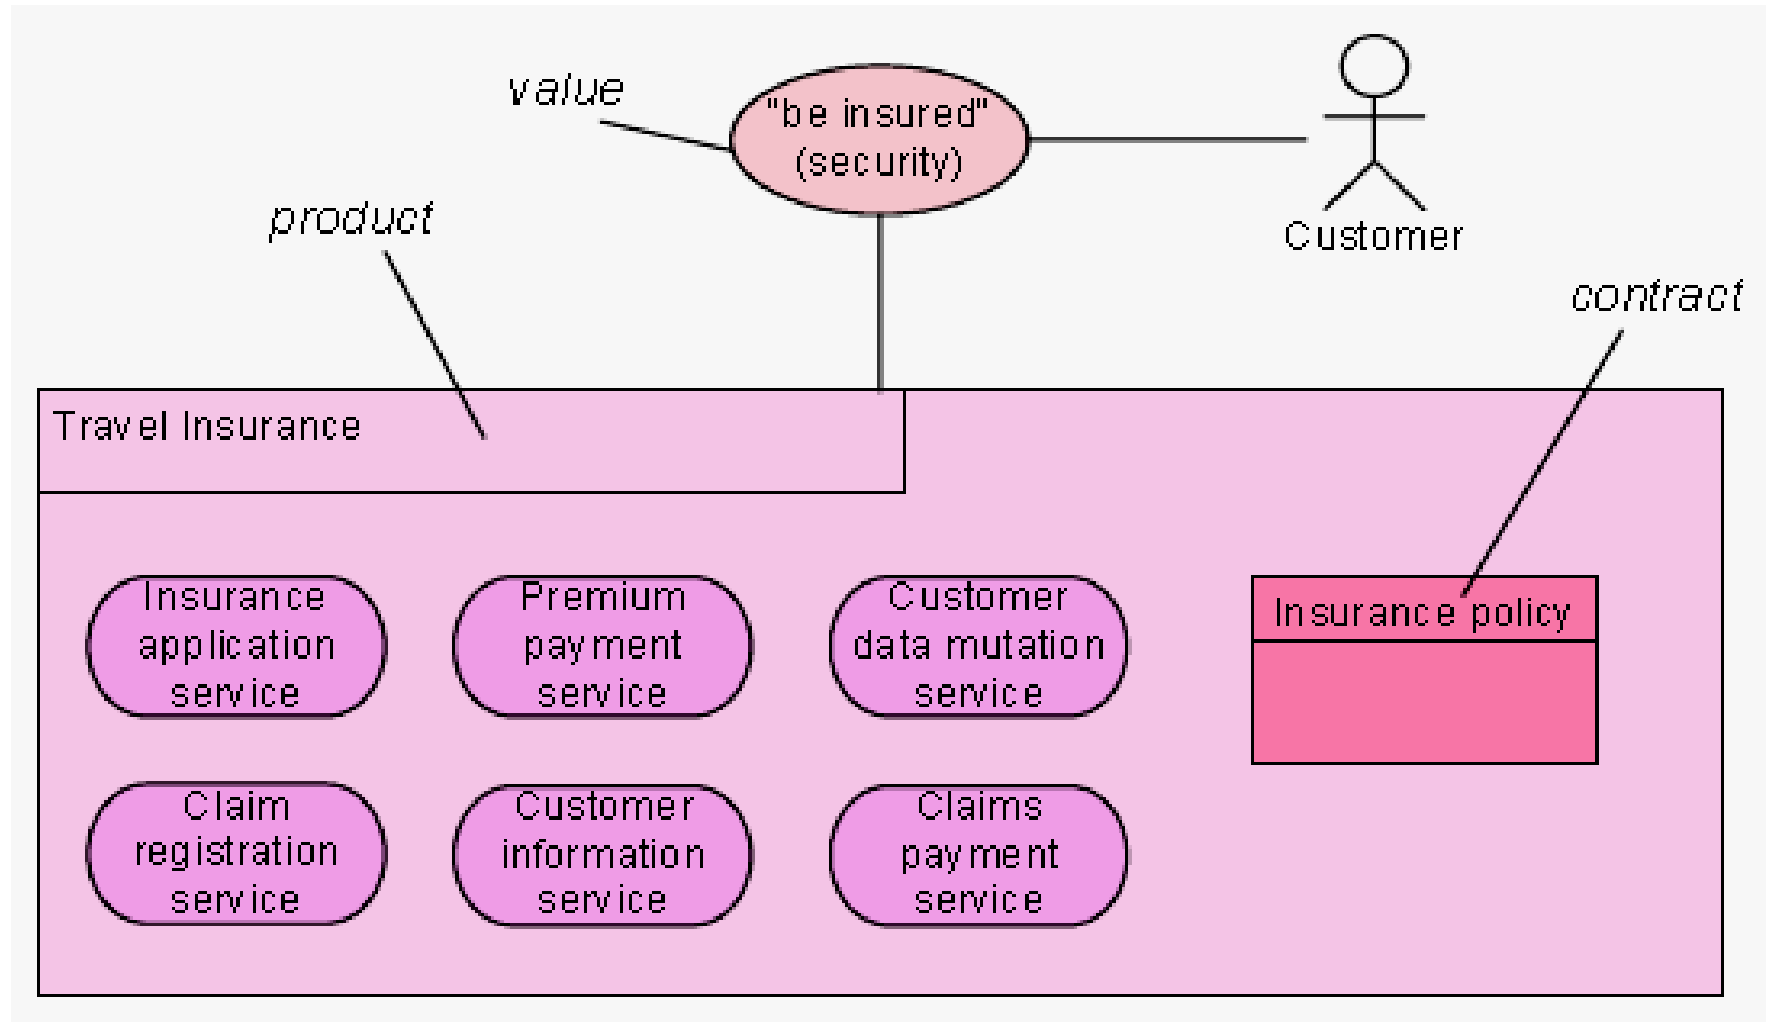 value
"be insured"
(security)
product
Customer
contract
Travel Insurance
Insurance
application
service
Premium
payment
service
Customer
data mutation
service
Insurance policy
Claim
registration
service
Customer
information
service
Claims
payment
service